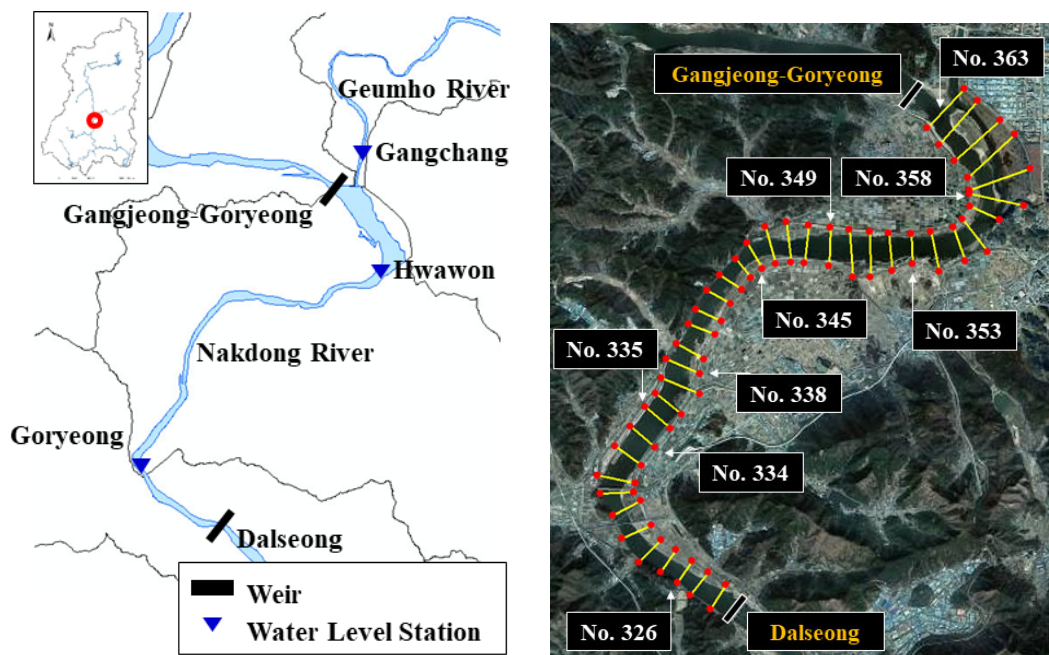 N
Geumho River
Gangchang
Gangjeong-Goryeong
Hwawon
Nakdong River
Goryeong
Dalseong
Weir
Water Level Station
Gangjeong-Goryeong
No. 363
No. 349
No. 358
No. 345
No. 353
No. 335
No. 338
No. 334
No. 326
Dalseong